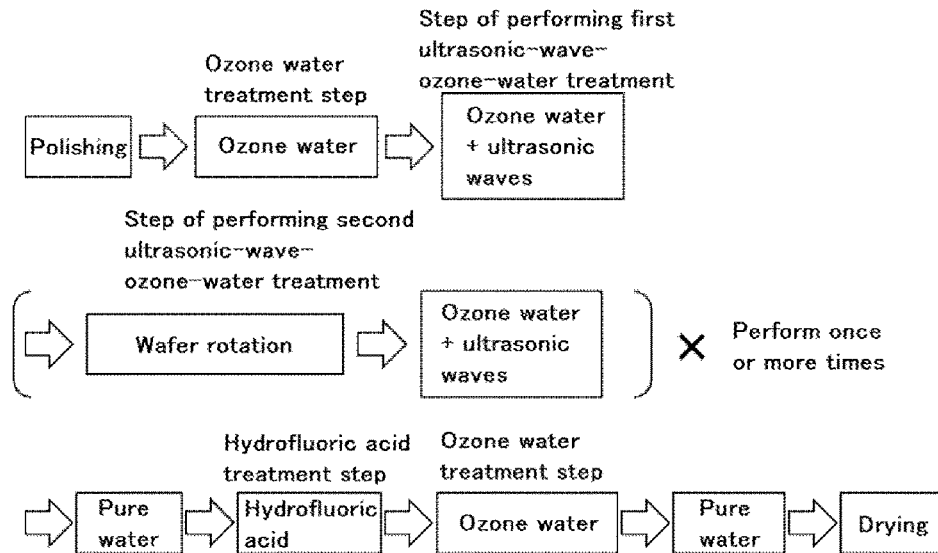 Step of performing first
ultrasonic-wave-
ozone-water treatment
Ozone water
treatment step
Polishing
Ozone water
Ozone water
+ ultrasonic
waves
Step of performing second
ultrasonic-wave-
ozone-water treatment
Wafer rotation
Ozone water
+ ultrasonic
waves
× Perform once
or more times
Hydrofluoric acid
treatment step
Ozone water
treatment step
Pure
water
Hydrofluoric
acid
Ozone water
Pure
water
Drying